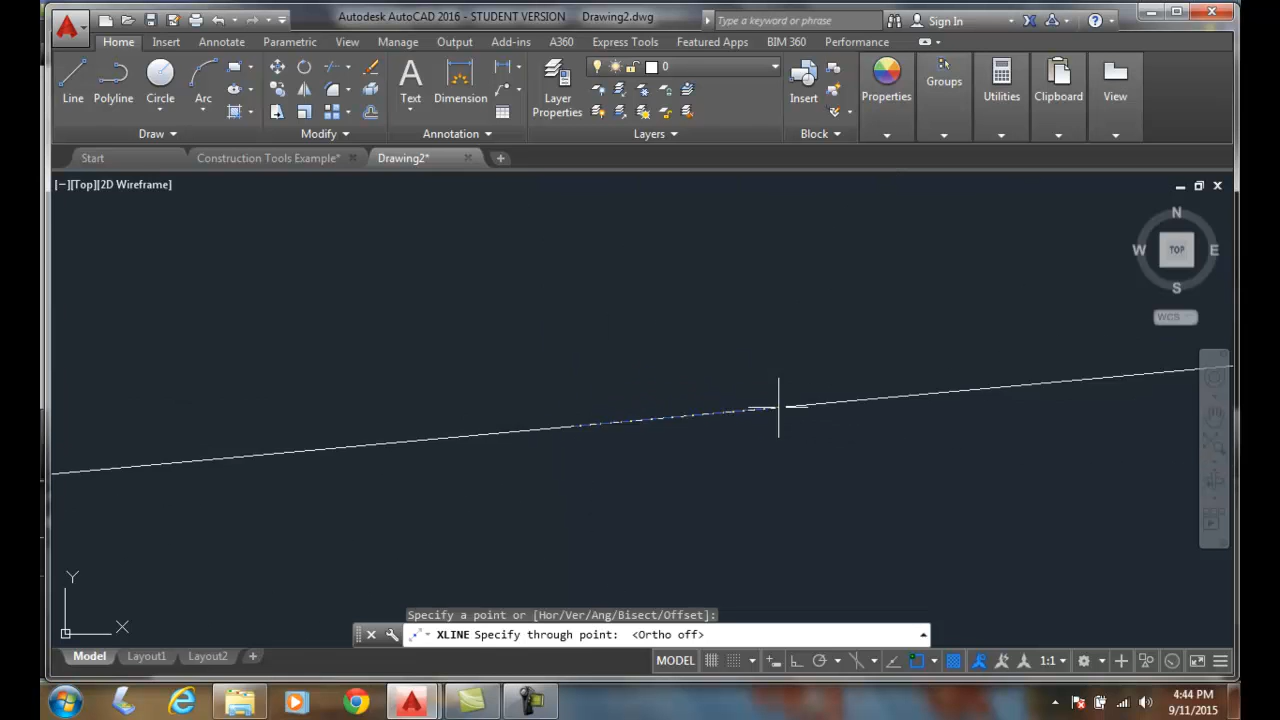 Autodesk AutoCAD 2016 - STUDENT VERSION Drawing2.dwg
Type a keyword or phrase
Sign In
Home Insert Annotate Parametric View Manage Output Add-ins A360 Express Tools Featured Apps BIM 360 Performance
0
Line Polyline Circle Arc
Text Dimension
Layer Properties
Insert
Properties Groups Utilities Clipboard View
Draw Modify Annotation Layers Block
Start Construction Tools Example* Drawing2*
[−][Top][2D Wireframe]
N
W TOP E
S
WCS
Y
X
Specify a point or [Hor/Ver/Ang/Bisect/Offset]:
XLINE Specify through point: <Ortho off>
Model Layout1 Layout2
MODEL 1:1
4:44 PM
9/11/2015